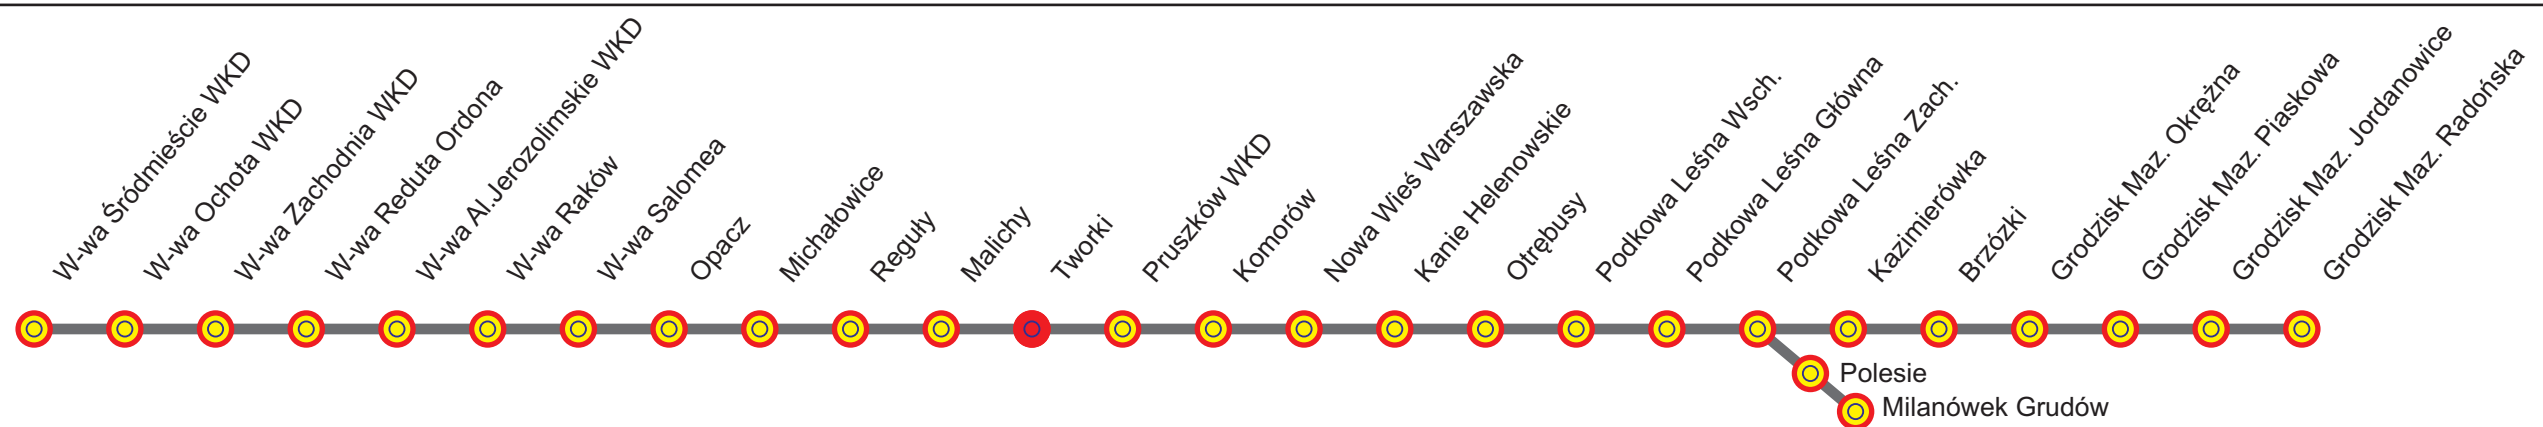 W-wa Śródmieście WKD
W-wa Ochota WKD
W-wa Zachodnia WKD
W-wa Reduta Ordona
W-wa Al.Jerozolimskie WKD
W-wa Raków
W-wa Salomea
Opacz
Michałowice
Reguły
Malichy
Tworki
Pruszków WKD
Komorów
Nowa Wieś Warszawska
Kanie Helenowskie
Otrębusy
Podkowa Leśna Wsch.
Podkowa Leśna Główna
Podkowa Leśna Zach.
Kazimierówka
Brzózki
Grodzisk Maz. Okrężna
Grodzisk Maz. Piaskowa
Grodzisk Maz. Jordanowice
Grodzisk Maz. Radońska
Polesie
Milanówek Grudów